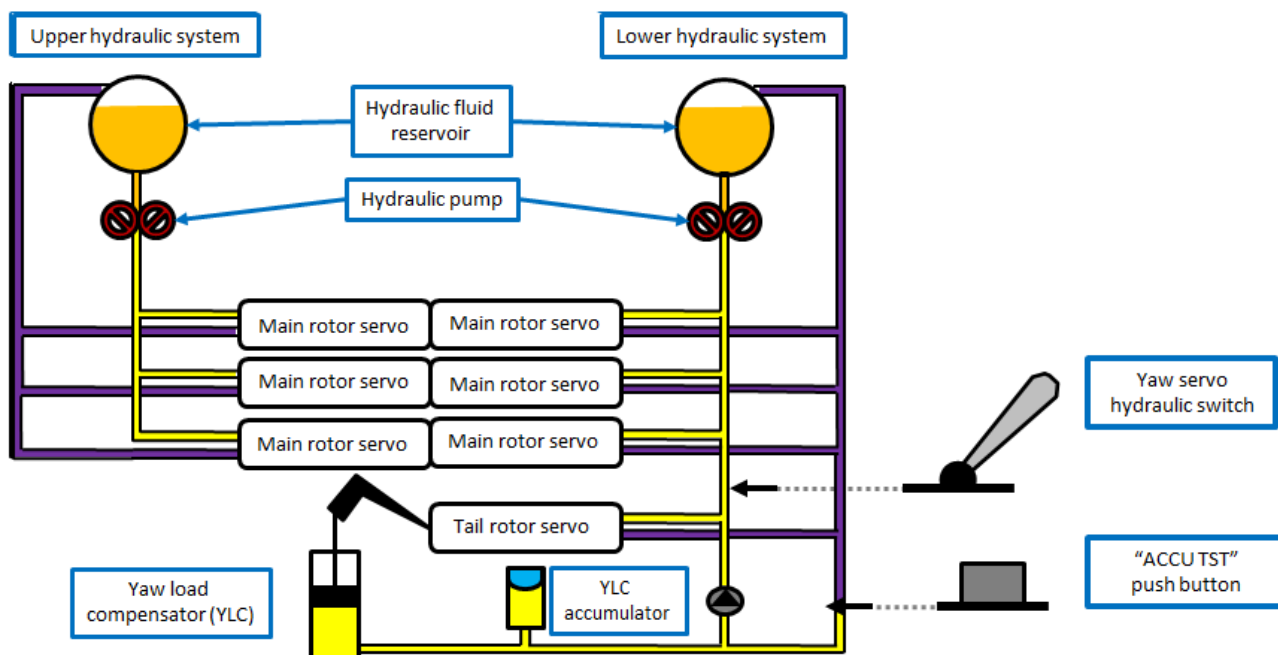 Upper hydraulic system
Lower hydraulic system
Hydraulic fluid
reservoir
Hydraulic pump
Main rotor servo
Main rotor servo
Main rotor servo
Main rotor servo
Main rotor servo
Main rotor servo
Yaw servo
hydraulic switch
Tail rotor servo
Yaw load
compensator (YLC)
YLC
accumulator
“ACCU TST”
push button